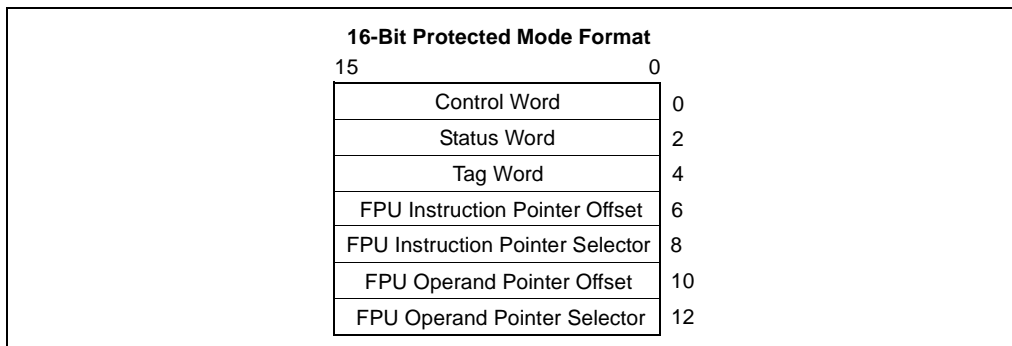 16-Bit Protected Mode Format
15 0
Control Word 0
Status Word 2
Tag Word 4
FPU Instruction Pointer Offset 6
FPU Instruction Pointer Selector 8
FPU Operand Pointer Offset 10
FPU Operand Pointer Selector 12